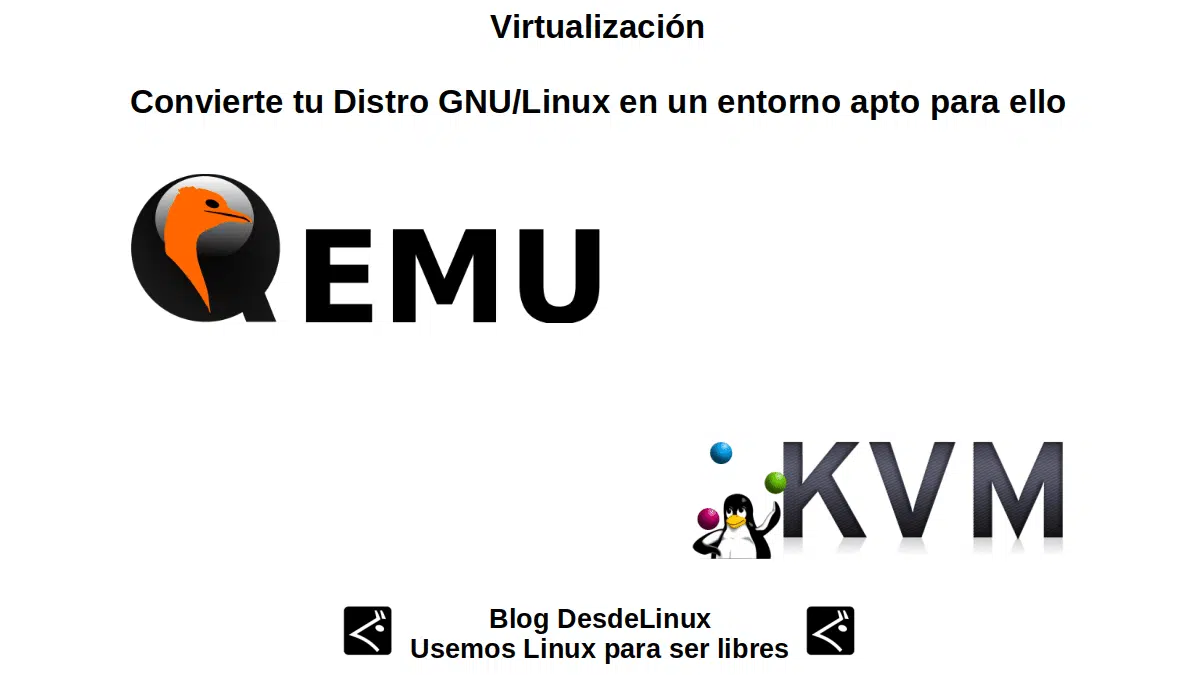 Virtualización
Convierte tu Distro GNU/Linux en un entorno apto para ello
QEMU
KVM
Blog DesdeLinux
Usemos Linux para ser libres